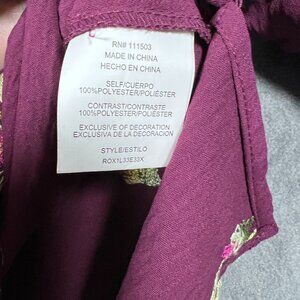 RN# 111503
MADE IN CHINA
HECHO EN CHINA
SELF/CUERPO
100%POLYESTER/POLIÉSTER
CONTRAST/CONTRASTE
100%POLYESTER/POLIÉSTER
EXCLUSIVE OF DECORATION
EXCLUSIVA DE LA DECORACIÓN
STYLE/ESTILO
ROX1L33E33X